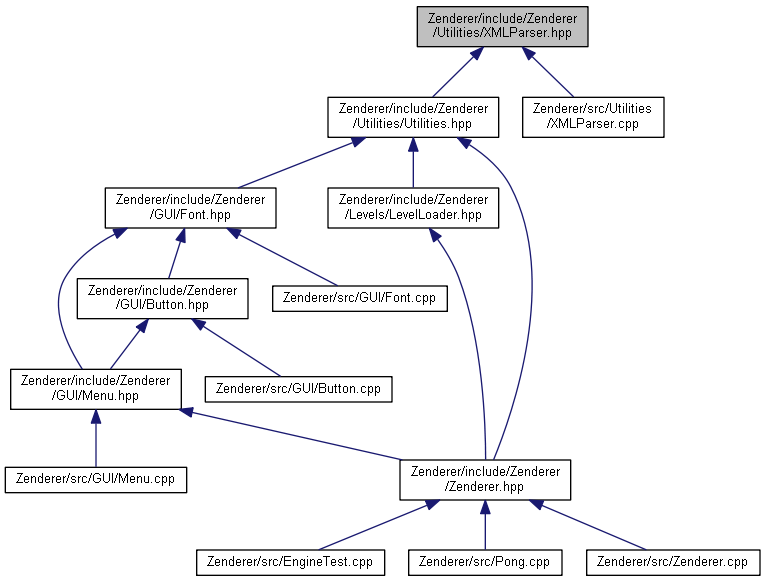 Zenderer/include/Zenderer
/Utilities/XMLParser.hpp
Zenderer/include/Zenderer
/Utilities/Utilities.hpp
Zenderer/src/Utilities
/XMLParser.cpp
Zenderer/include/Zenderer
/GUI/Font.hpp
Zenderer/include/Zenderer
/Levels/LevelLoader.hpp
Zenderer/include/Zenderer
/GUI/Button.hpp
Zenderer/src/GUI/Font.cpp
Zenderer/include/Zenderer
/GUI/Menu.hpp
Zenderer/src/GUI/Button.cpp
Zenderer/src/GUI/Menu.cpp
Zenderer/include/Zenderer
/Zenderer.hpp
Zenderer/src/EngineTest.cpp
Zenderer/src/Pong.cpp
Zenderer/src/Zenderer.cpp